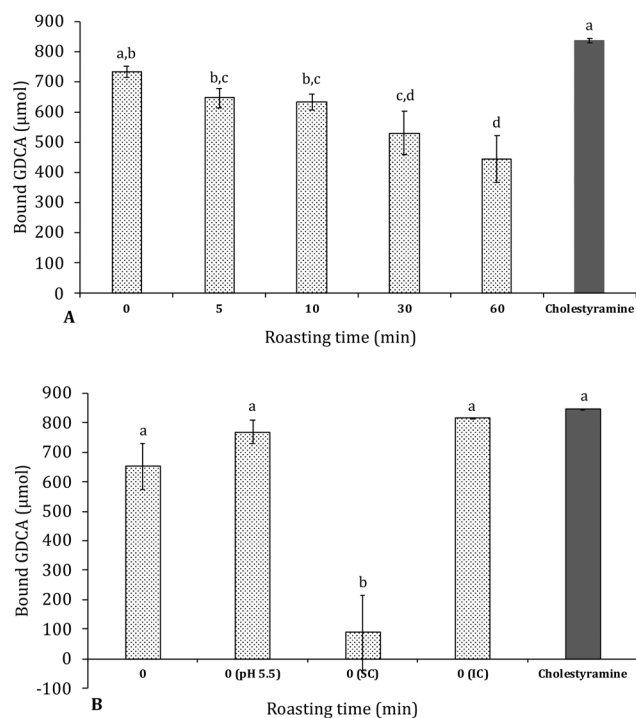 900
800
700
600
500
400
300
200
100
0
Bound GDCA (μmol)
a,b
b,c
b,c
c,d
d
a
0 5 10 30 60 Cholestyramine
A
Roasting time (min)
900
800
700
600
500
400
300
200
100
0
-100
Bound GDCA (μmol)
a
a
b
a
a
0 0 (pH 5.5) 0 (SC) 0 (IC) Cholestyramine
B
Roasting time (min)